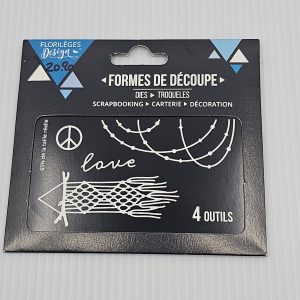 FLORILÈGES
Design
FORMES DE DÉCOUPE
DIES ► TROQUELES
SCRAPBOOKING ► CARTERIE ► DÉCORATION
love
4 OUTILS